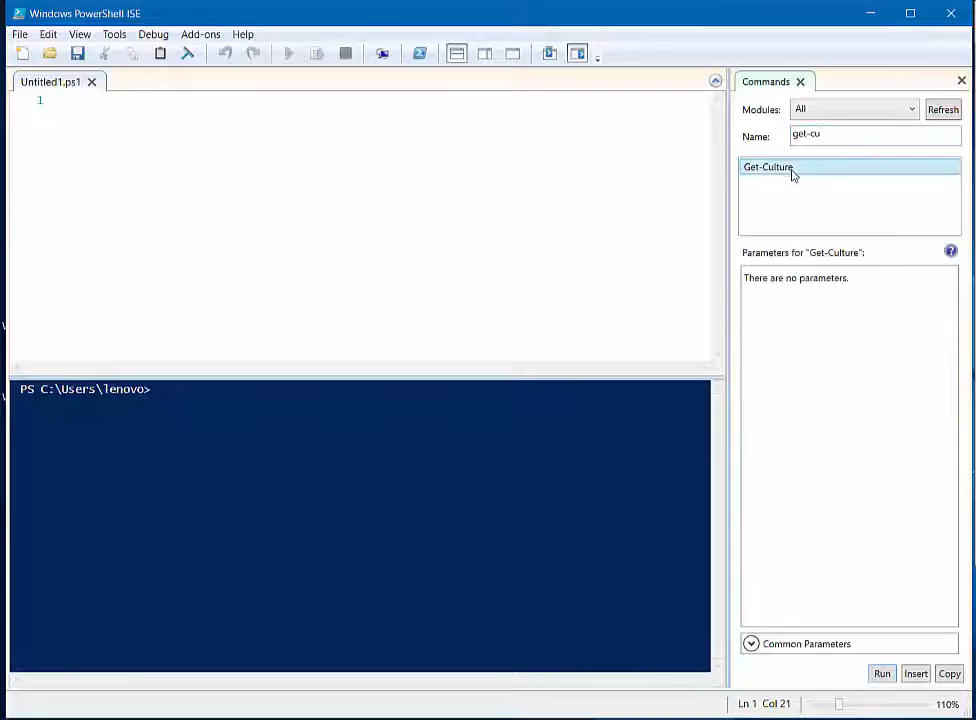 Windows PowerShell ISE
File Edit View Tools Debug Add-ons Help
Untitled1.ps1
1
PS C:\Users\lenovo>
Commands
Modules: All Refresh
Name: get-cu
Get-Culture
Parameters for "Get-Culture":
There are no parameters.
Common Parameters
Run Insert Copy
Ln 1 Col 21 110%